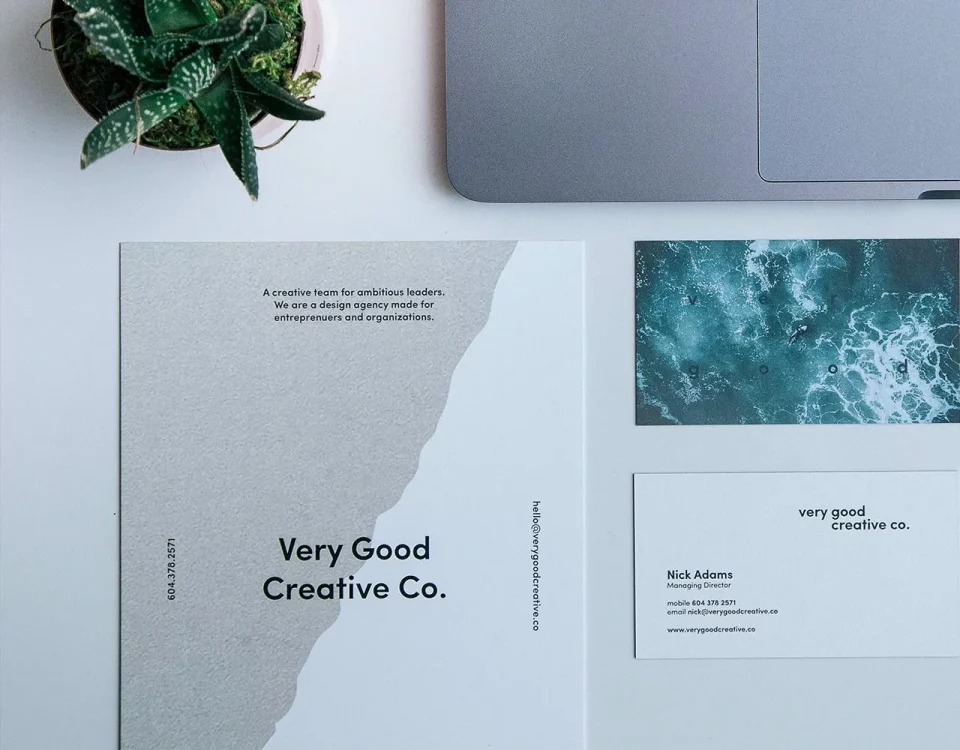 A creative team for ambitious leaders.
We are a design agency made for
entreprenuers and organizations.
604.378.2571
Very Good
Creative Co.
hello@verygoodcreative.co
v e r
g o o d
very good
creative co.
Nick Adams
Managing Director
mobile 604 378 2571
email nick@verygoodcreative.co
www.verygoodcreative.co